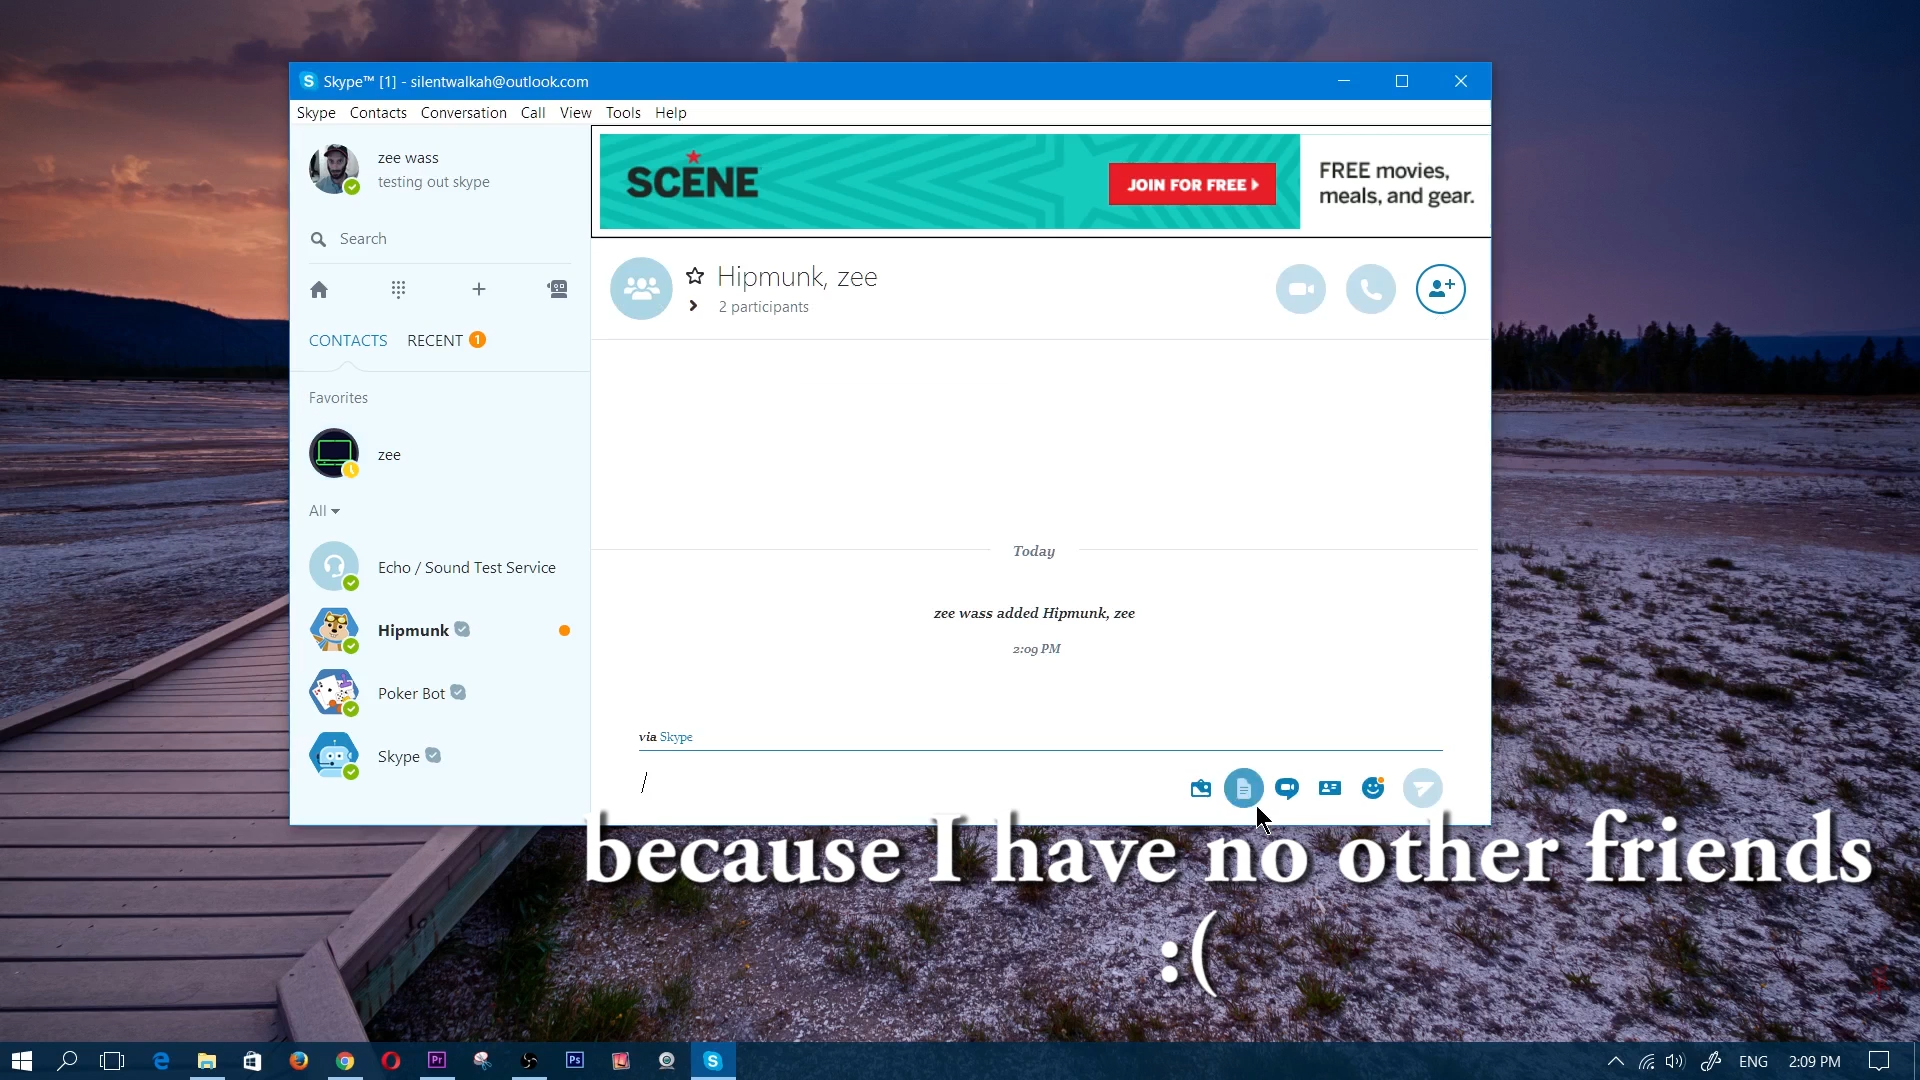 Skype™ [1] - silentwalkah@outlook.com
Skype Contacts Conversation Call View Tools Help
zee wass
testing out skype
Search
CONTACTS RECENT 1
Favorites
zee
All
Echo / Sound Test Service
Hipmunk
Poker Bot
Skype
SCENE
JOIN FOR FREE
FREE movies,
meals, and gear.
Hipmunk, zee
2 participants
Today
zee wass added Hipmunk, zee
2:09 PM
via Skype
because I have no other friends
:(
Pr
Ps
ENG
2:09 PM